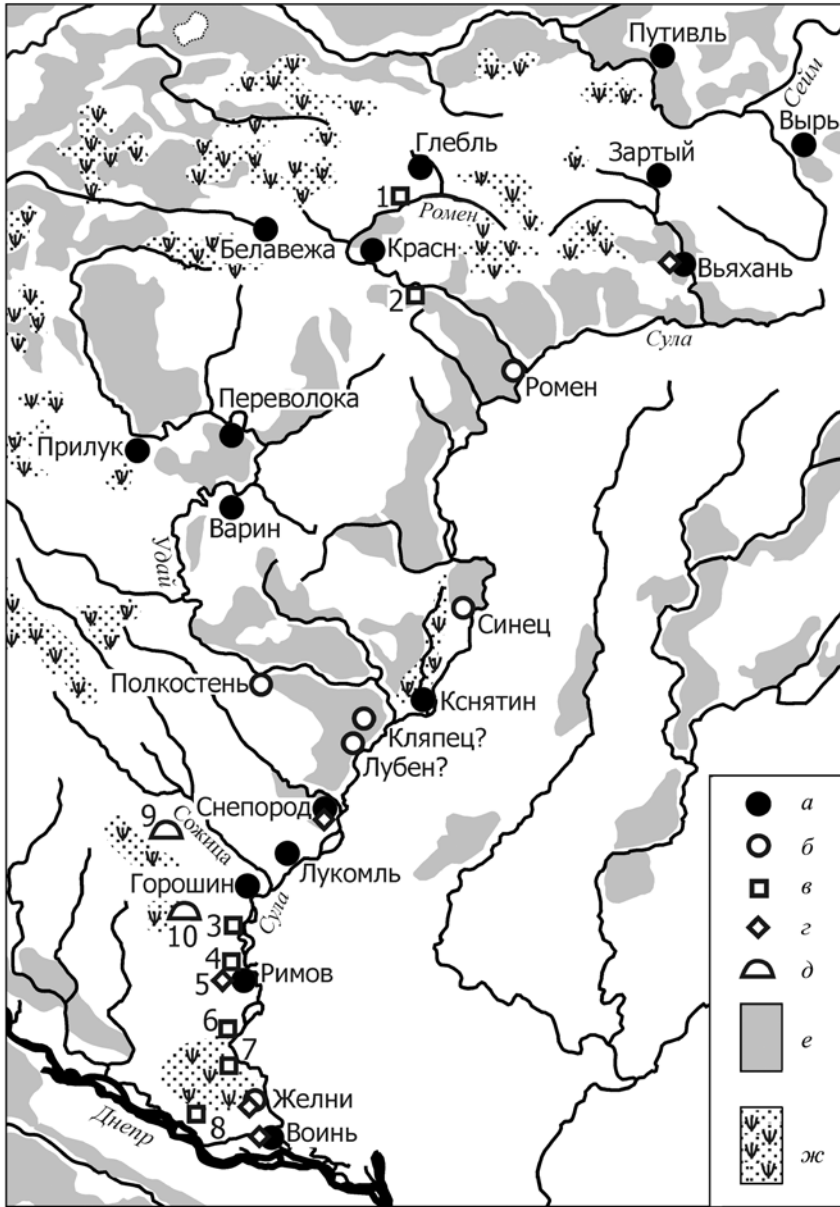 Путивль
Сейм
Вырь
Глебль
Зартый
1
Ромен
Белавежа
Красн
Вьяхань
2
Сула
Ромен
Переволока
Прилук
Варин
Удай
Синец
Полкостень
Кснятин
Кляпец?
Лубен?
Снепород
9
Сожица
Лукомль
Горошин
Сула
10
3
4
5
Римов
6
7
Желни
8
Воинь
Днепр
а
б
в
г
д
е
ж